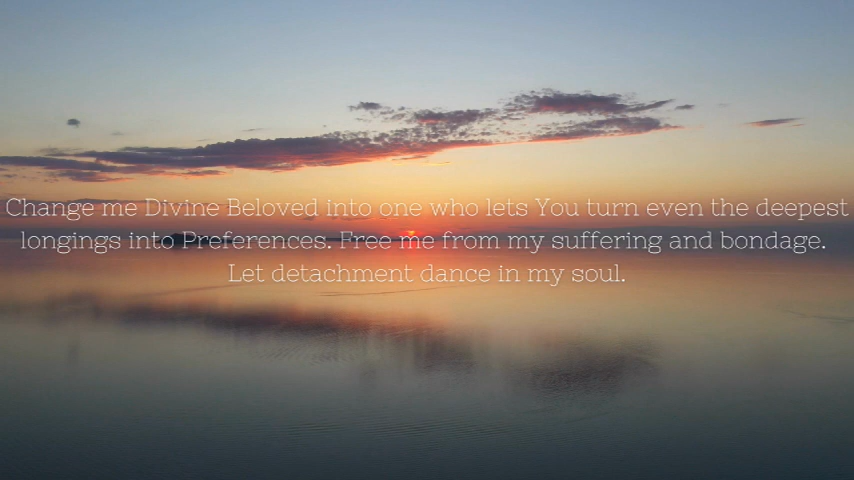 Change me Divine Beloved into one who lets You turn even the deepest
longings into Preferences. Free me from my suffering and bondage.
Let detachment dance in my soul.